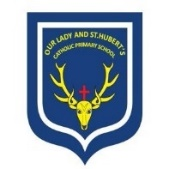 OUR LADY AND ST. HUBERT'S
CATHOLIC PRIMARY SCHOOL